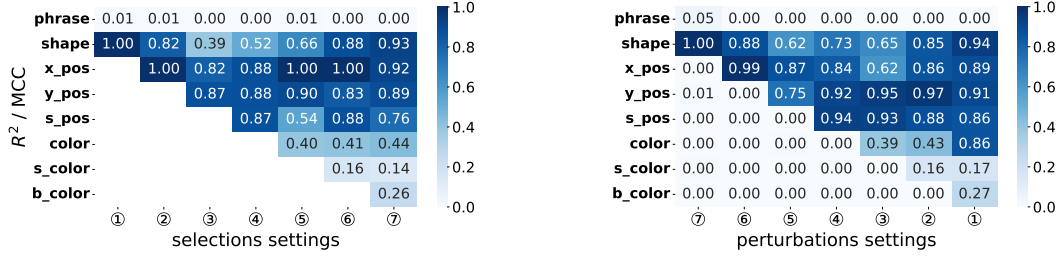 phrase 0.01 0.01 0.00 0.00 0.01 0.00 0.00
shape 1.00 0.82 0.39 0.52 0.66 0.88 0.93
x_pos 1.00 0.82 0.88 1.00 1.00 0.92
y_pos 0.87 0.88 0.90 0.83 0.89
s_pos 0.87 0.54 0.88 0.76
color 0.40 0.41 0.44
s_color 0.16 0.14
b_color 0.26
① ② ③ ④ ⑤ ⑥ ⑦
selections settings
R² / MCC
1.0
0.8
0.6
0.4
0.2
0.0
phrase 0.05 0.00 0.00 0.00 0.00 0.00 0.00
shape 1.00 0.88 0.62 0.73 0.65 0.85 0.94
x_pos 0.00 0.99 0.87 0.84 0.62 0.86 0.89
y_pos 0.01 0.00 0.75 0.92 0.95 0.97 0.91
s_pos 0.00 0.00 0.00 0.94 0.93 0.88 0.86
color 0.00 0.00 0.00 0.00 0.39 0.43 0.86
s_color 0.00 0.00 0.00 0.00 0.00 0.16 0.17
b_color 0.00 0.00 0.00 0.00 0.00 0.00 0.27
⑦ ⑥ ⑤ ④ ③ ② ①
perturbations settings
1.0
0.8
0.6
0.4
0.2
0.0